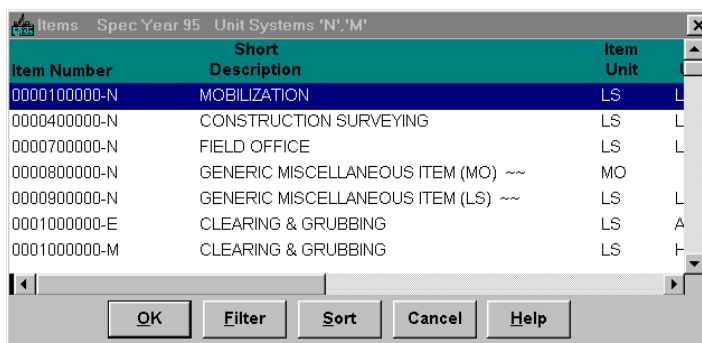 Items Spec Year 95 Unit Systems 'N','M'
Item Number Short Description Item Unit
0000100000-N MOBILIZATION LS L
0000400000-N CONSTRUCTION SURVEYING LS L
0000700000-N FIELD OFFICE LS L
0000800000-N GENERIC MISCELLANEOUS ITEM (MO) ~~ MO
0000900000-N GENERIC MISCELLANEOUS ITEM (LS) ~~ LS L
0001000000-E CLEARING & GRUBBING LS A
0001000000-M CLEARING & GRUBBING LS H
OK Filter Sort Cancel Help